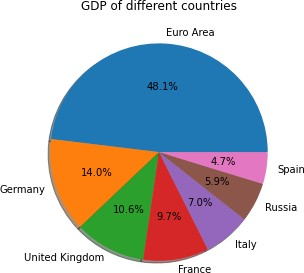 GDP of different countries
Euro Area
48.1%
Germany
14.0%
United Kingdom
10.6%
France
9.7%
Italy
7.0%
Russia
5.9%
Spain
4.7%